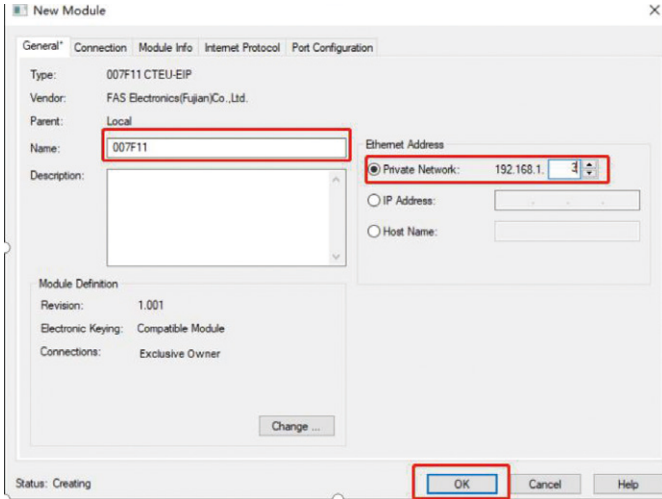 New Module
General* Connection Module Info Internet Protocol Port Configuration
Type: 007F11 CTEU-EIP
Vendor: FAS Electronics(Fujian)Co.,Ltd.
Parent: Local
Name: 007F11
Description:
Ethernet Address
Private Network: 192.168.1. 3
IP Address:
Host Name:
Module Definition
Revision: 1.001
Electronic Keying: Compatible Module
Connections: Exclusive Owner
Change ...
Status: Creating
OK Cancel Help